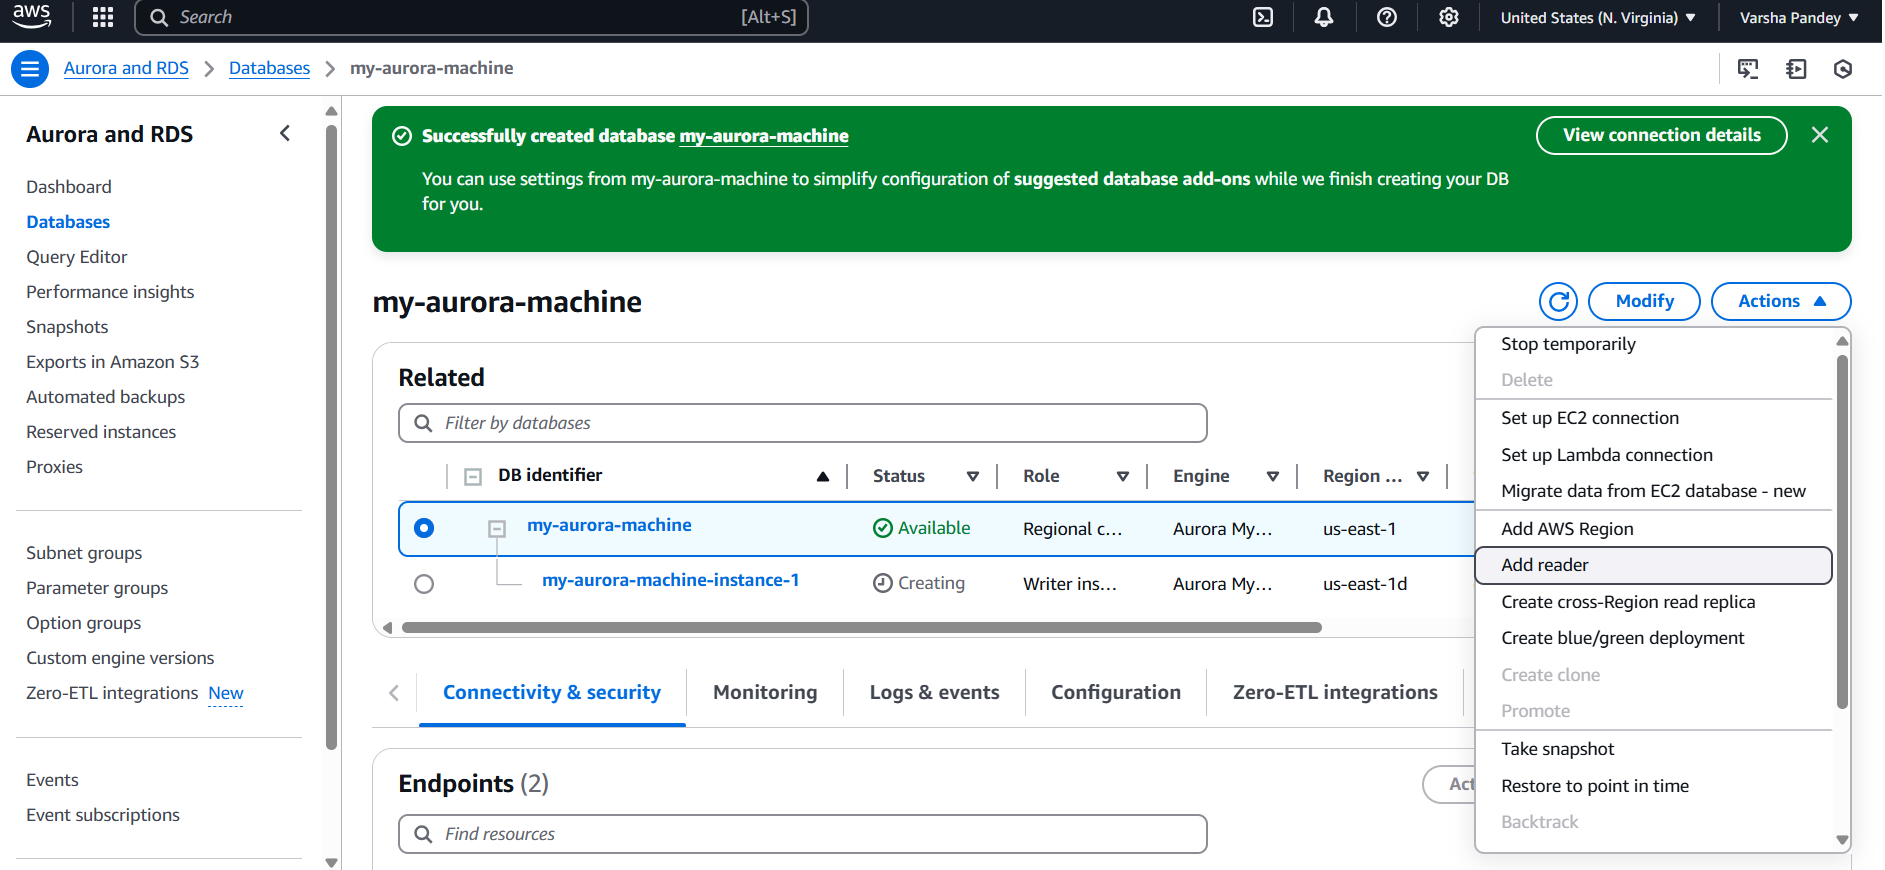 aws
Search
[Alt+S]
United States (N. Virginia)
Varsha Pandey
Aurora and RDS
Databases
my-aurora-machine
Aurora and RDS
Dashboard
Databases
Query Editor
Performance insights
Snapshots
Exports in Amazon S3
Automated backups
Reserved instances
Proxies
Subnet groups
Parameter groups
Option groups
Custom engine versions
Zero-ETL integrations New
Events
Event subscriptions
Successfully created database my-aurora-machine
View connection details
You can use settings from my-aurora-machine to simplify configuration of suggested database add-ons while we finish creating your DB
for you.
my-aurora-machine
Modify
Actions
Related
Filter by databases
DB identifier Status Role Engine Region ...
my-aurora-machine Available Regional c... Aurora My... us-east-1
my-aurora-machine-instance-1 Creating Writer ins... Aurora My... us-east-1d
Connectivity & security
Monitoring
Logs & events
Configuration
Zero-ETL integrations
Endpoints (2)
Act
Find resources
Stop temporarily
Delete
Set up EC2 connection
Set up Lambda connection
Migrate data from EC2 database - new
Add AWS Region
Add reader
Create cross-Region read replica
Create blue/green deployment
Create clone
Promote
Take snapshot
Restore to point in time
Backtrack